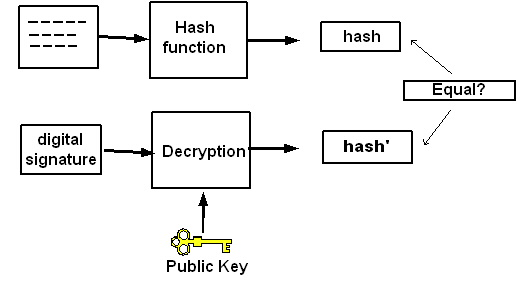 Hash
function
hash
Equal?
digital
signature
Decryption
hash'
Public Key